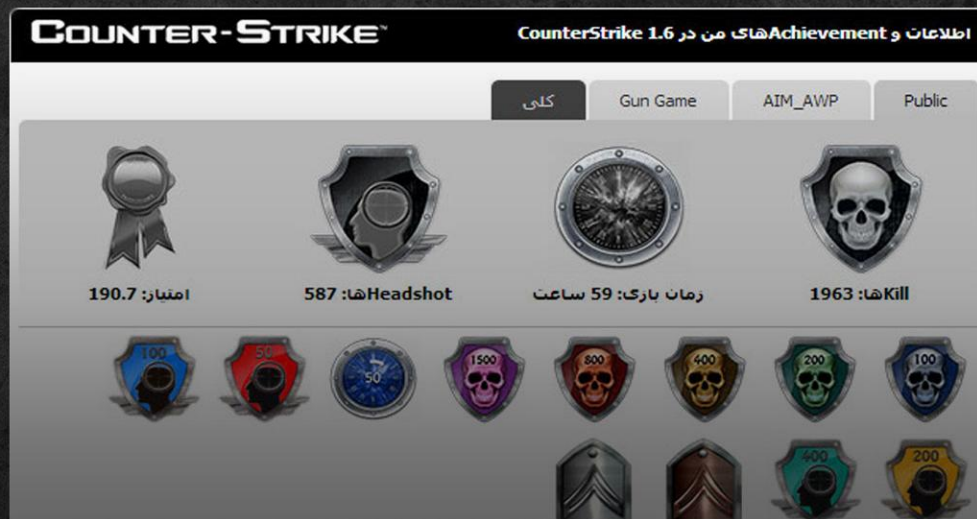 COUNTER-STRIKE™
اطلاعات و Achievementهای من در CounterStrike 1.6
Public
AIM_AWP
Gun Game
کلی
Killها: 1963
زمان بازی: 59 ساعت
Headshotها: 587
امتیاز: 190.7
100
200
400
800
1500
50
50
100
200
400